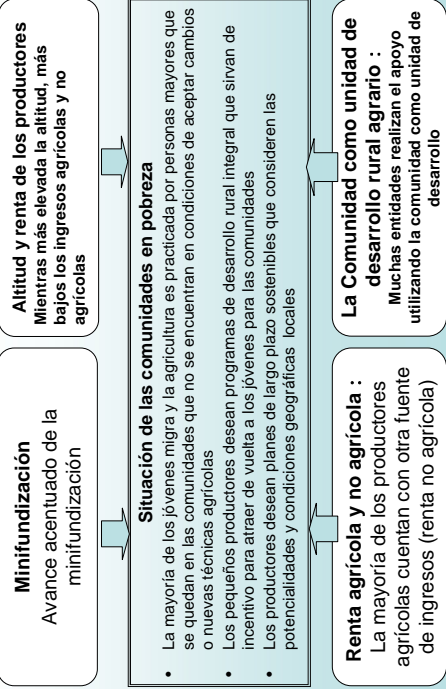 Minifundización
Avance acentuado de la
minifundización
Altitud y renta de los productores
Mientras más elevada la altitud, más
bajos los ingresos agrícolas y no
agrícolas
Situación de las comunidades en pobreza
• La mayoría de los jóvenes migra y la agricultura es practicada por personas mayores que
se quedan en las comunidades que no se encuentran en condiciones de aceptar cambios
o nuevas técnicas agrícolas
• Los pequeños productores desean programas de desarrollo rural integral que sirvan de
incentivo para atraer de vuelta a los jóvenes para las comunidades
• Los productores desean planes de largo plazo sostenibles que consideren las
potencialidades y condiciones geográficas locales
Renta agrícola y no agrícola :
La mayoría de los productores
agrícolas cuentan con otra fuente
de ingresos (renta no agrícola)
La Comunidad como unidad de
desarrollo rural agrario :
Muchas entidades realizan el apoyo
utilizando la comunidad como unidad de
desarrollo